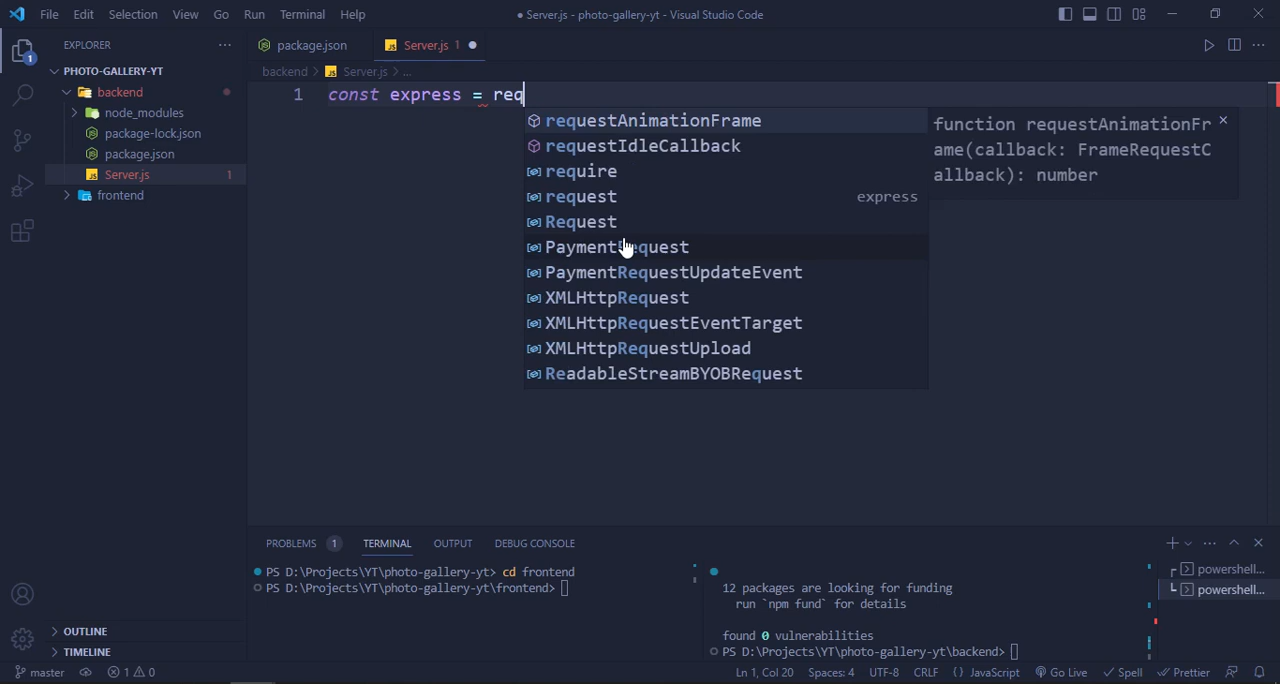 File Edit Selection View Go Run Terminal Help
● Server.js - photo-gallery-yt - Visual Studio Code
EXPLORER
package.json
Server.js 1
PHOTO-GALLERY-YT
backend > Server.js > ...
backend
node_modules
package-lock.json
package.json
Server.js 1
frontend
1
1 const express = req
requestAnimationFrame
requestIdleCallback
require
request express
Request
PaymentRequest
PaymentRequestUpdateEvent
XMLHttpRequest
XMLHttpRequestEventTarget
XMLHttpRequestUpload
ReadableStreamBYOBRequest
function requestAnimationFr
ame(callback: FrameRequestC
allback): number
PROBLEMS 1 TERMINAL OUTPUT DEBUG CONSOLE
PS D:\Projects\YT\photo-gallery-yt> cd frontend
PS D:\Projects\YT\photo-gallery-yt\frontend>
12 packages are looking for funding
run `npm fund` for details
found 0 vulnerabilities
PS D:\Projects\YT\photo-gallery-yt\backend>
powershell...
powershell...
OUTLINE
TIMELINE
master 1 0
Ln 1, Col 20 Spaces: 4 UTF-8 CRLF {} JavaScript Go Live Spell Prettier